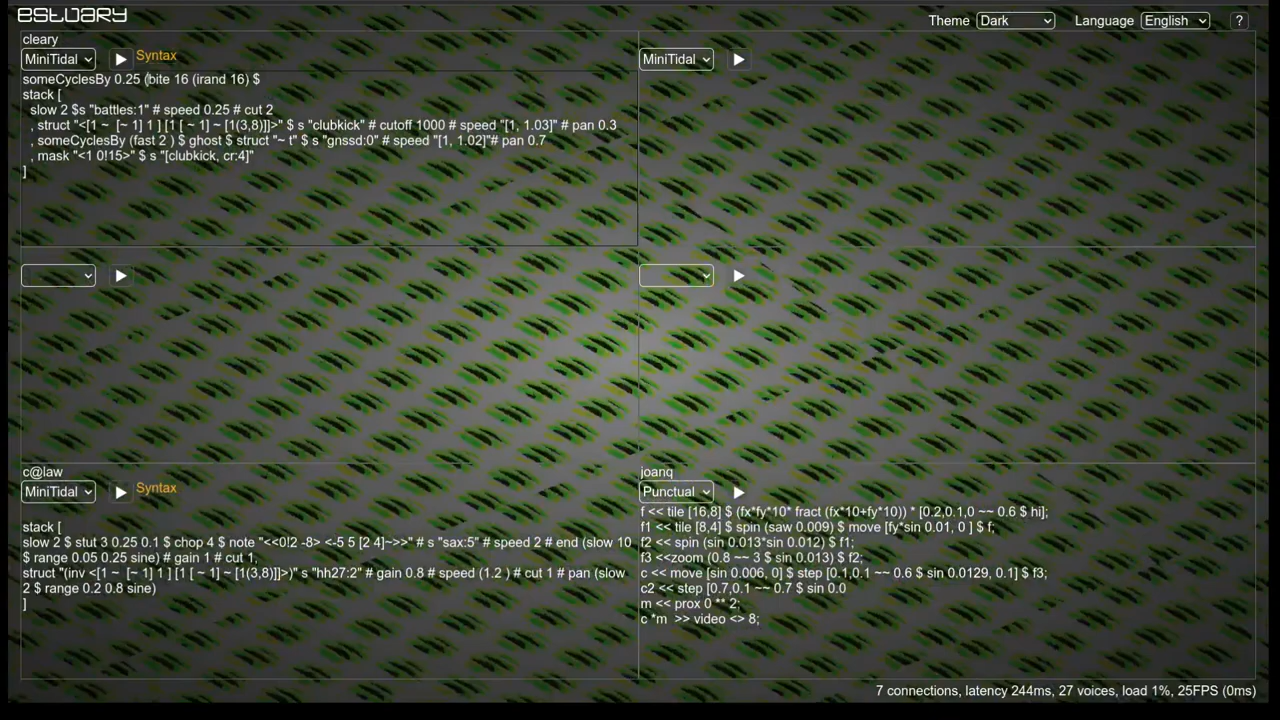 estuary
Theme Dark Language English ?
cleary
MiniTidal Syntax
someCyclesBy 0.25 (bite 16 (irand 16) $
stack [
slow 2 $s "battles:1" # speed 0.25 # cut 2
, struct "<[1 ~ [~ 1] 1 ] [1 [ ~ 1] ~ [1(3,8)]]>" $ s "clubkick" # cutoff 1000 # speed "[1, 1.03]" # pan 0.3
, someCyclesBy (fast 2 ) $ ghost $ struct "~ t" $ s "gnssd:0" # speed "[1, 1.02]"# pan 0.7
, mask "<1 0!15>" $ s "[clubkick, cr:4]"
]
MiniTidal
c@law
MiniTidal Syntax
stack [
slow 2 $ stut 3 0.25 0.1 $ chop 4 $ note "<<0!2 -8> <-5 5 [2 4]~>>" # s "sax:5" # speed 2 # end (slow 10
$ range 0.05 0.25 sine) # gain 1 # cut 1,
struct "(inv <[1 ~ [~ 1] 1 ] [1 [ ~ 1] ~ [1(3,8)]]>)" s "hh27:2" # gain 0.8 # speed (1.2 ) # cut 1 # pan (slow
2 $ range 0.2 0.8 sine)
]
joanq
Punctual
f << tile [16,8] $ (fx*fy*10* fract (fx*10+fy*10)) * [0.2,0.1,0 ~~ 0.6 $ hi];
f1 << tile [8,4] $ spin (saw 0.009) $ move [fy*sin 0.01, 0 ] $ f;
f2 << spin (sin 0.013*sin 0.012) $ f1;
f3 <<zoom (0.8 ~~ 3 $ sin 0.013) $ f2;
c << move [sin 0.006, 0] $ step [0.1,0.1 ~~ 0.6 $ sin 0.0129, 0.1] $ f3;
c2 << step [0.7,0.1 ~~ 0.7 $ sin 0.0
m << prox 0 ** 2;
c *m >> video <> 8;
7 connections, latency 244ms, 27 voices, load 1%, 25FPS (0ms)